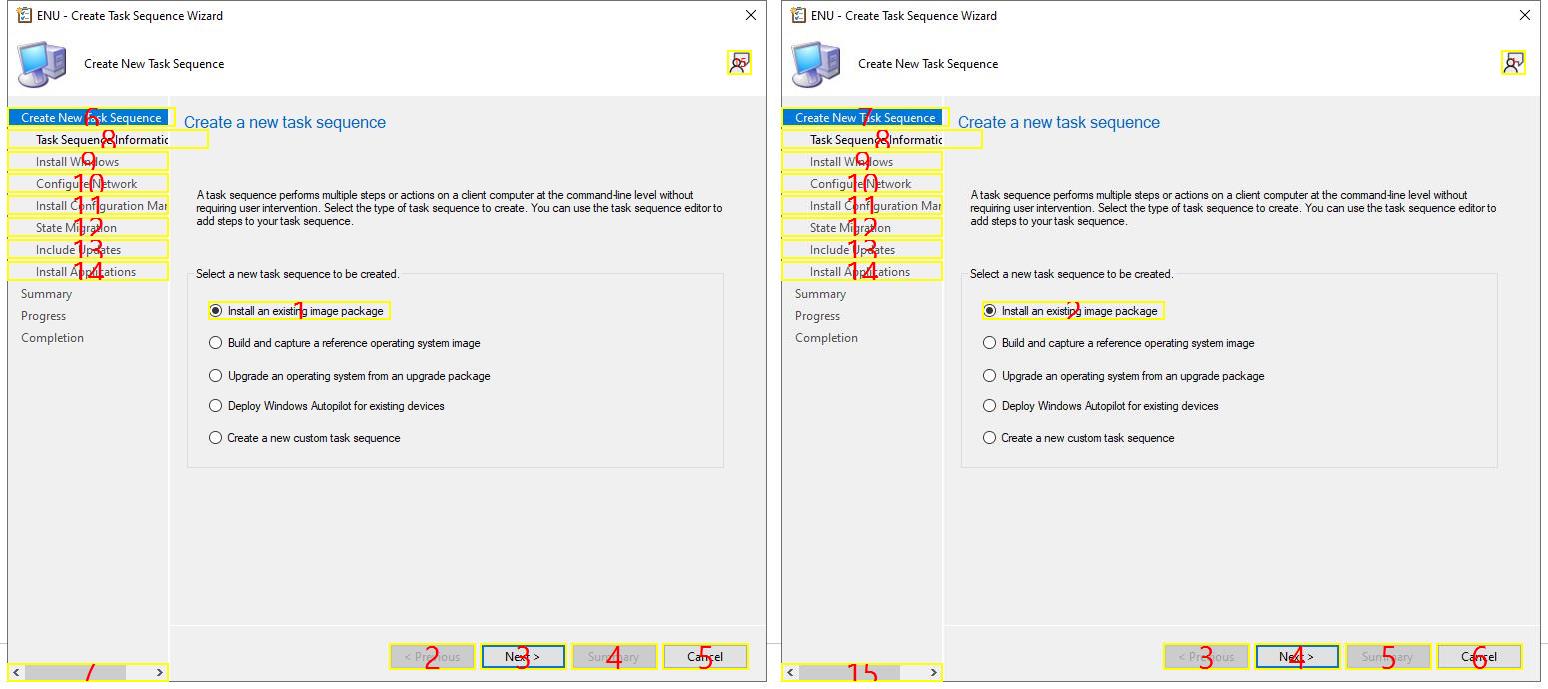 ENU - Create Task Sequence Wizard
Create New Task Sequence
Create New Task Sequence
6
Task Sequence Informatic
8
Install Windows
9
Configure Network
10
Install Configuration Mar
11
State Migration
12
Include Updates
13
Install Applications
14
Summary
Progress
Completion
7
Create a new task sequence
A task sequence performs multiple steps or actions on a client computer at the command-line level without
requiring user intervention. Select the type of task sequence to create. You can use the task sequence editor to
add steps to your task sequence.
Select a new task sequence to be created.
Install an existing image package
1
Build and capture a reference operating system image
Upgrade an operating system from an upgrade package
Deploy Windows Autopilot for existing devices
Create a new custom task sequence
< Previous
2
Next >
3
Summary
4
Cancel
5
ENU - Create Task Sequence Wizard
Create New Task Sequence
Create New Task Sequence
7
Task Sequence Informatic
8
Install Windows
9
Configure Network
10
Install Configuration Mar
11
State Migration
12
Include Updates
13
Install Applications
14
Summary
Progress
Completion
15
Create a new task sequence
A task sequence performs multiple steps or actions on a client computer at the command-line level without
requiring user intervention. Select the type of task sequence to create. You can use the task sequence editor to
add steps to your task sequence.
Select a new task sequence to be created.
Install an existing image package
2
Build and capture a reference operating system image
Upgrade an operating system from an upgrade package
Deploy Windows Autopilot for existing devices
Create a new custom task sequence
< Previous
3
Next >
4
Summary
5
Cancel
6